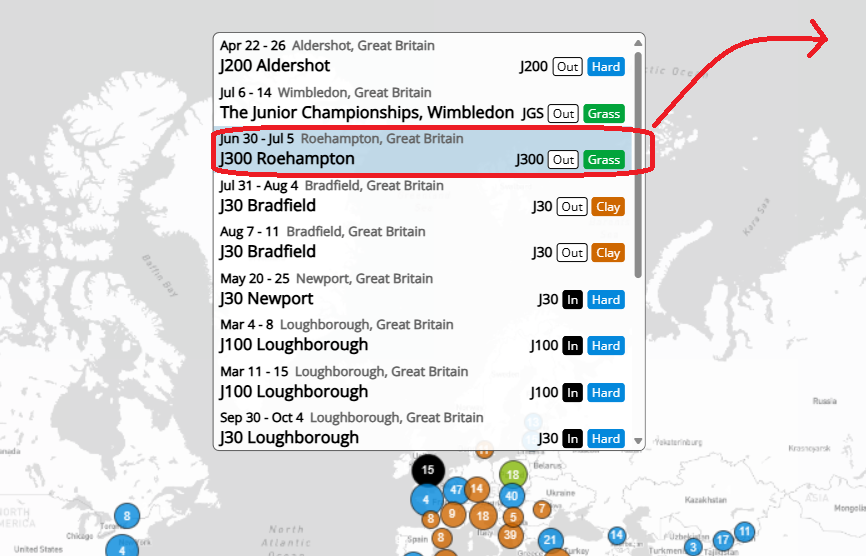 Apr 22 - 26 Aldershot, Great Britain
J200 Aldershot J200 Out Hard
Jul 6 - 14 Wimbledon, Great Britain
The Junior Championships, Wimbledon JGS Out Grass
Jun 30 - Jul 5 Roehampton, Great Britain
J300 Roehampton J300 Out Grass
Jul 31 - Aug 4 Bradfield, Great Britain
J30 Bradfield J30 Out Clay
Aug 7 - 11 Bradfield, Great Britain
J30 Bradfield J30 Out Clay
May 20 - 25 Newport, Great Britain
J30 Newport J30 In Hard
Mar 4 - 8 Loughborough, Great Britain
J100 Loughborough J100 In Hard
Mar 11 - 15 Loughborough, Great Britain
J100 Loughborough J100 In Hard
Sep 30 - Oct 4 Loughborough, Great Britain
J30 Loughborough J30 In Hard
Arctic Ocean
Baffin Bay
Kara Sea
Russia
Yekaterinburg
Krasnoyarsk
Belarus
15
18
47
14
4
40
Ukraine
Kazakhstan
ASIA
NORTH
AMERICA
8
8
9
18
5
7
Chicago
North
Atlantic
Spain
8
39
21
14
Uzbekistan
17
11
United States
4
Turkey
Turkmen
3